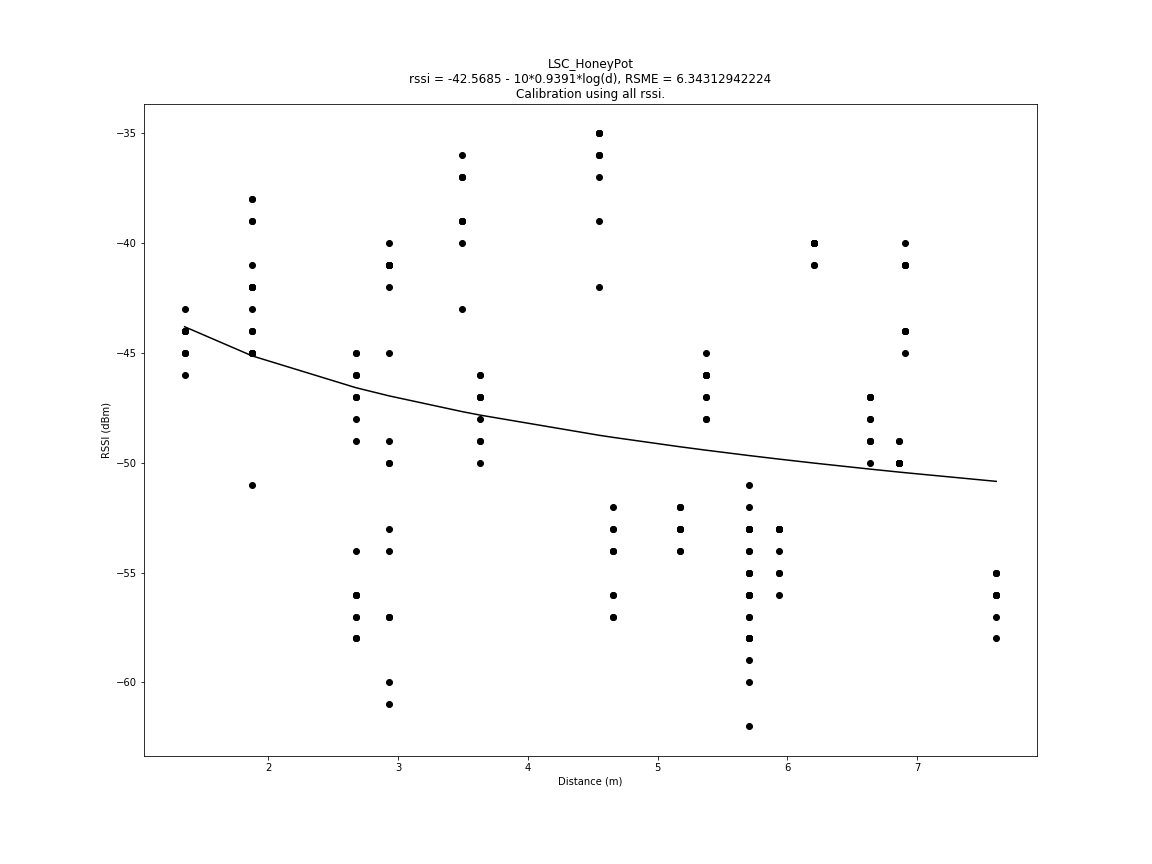 LSC_HoneyPot
rssi = -42.5685 - 10*0.9391*log(d), RSME = 6.34312942224
Calibration using all rssi.
−35
−40
−45
−50
−55
−60
RSSI (dBm)
2 3 4 5 6 7
Distance (m)